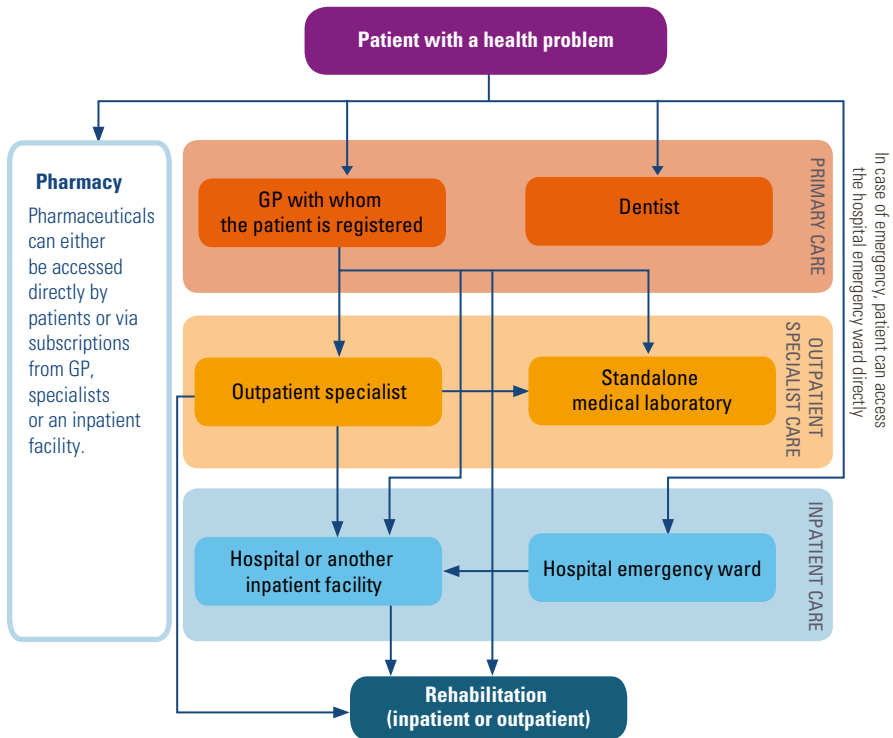 Patient with a health problem
Pharmacy
Pharmaceuticals
can either
be accessed
directly by
patients or via
subscriptions
from GP,
specialists
or an inpatient
facility.
GP with whom
the patient is registered
Dentist
PRIMARY CARE
In case of emergency, patient can access
the hospital emergency ward directly
Outpatient specialist
Standalone
medical laboratory
OUTPATIENT
SPECIALIST CARE
Hospital or another
inpatient facility
Hospital emergency ward
INPATIENT CARE
Rehabilitation
(inpatient or outpatient)